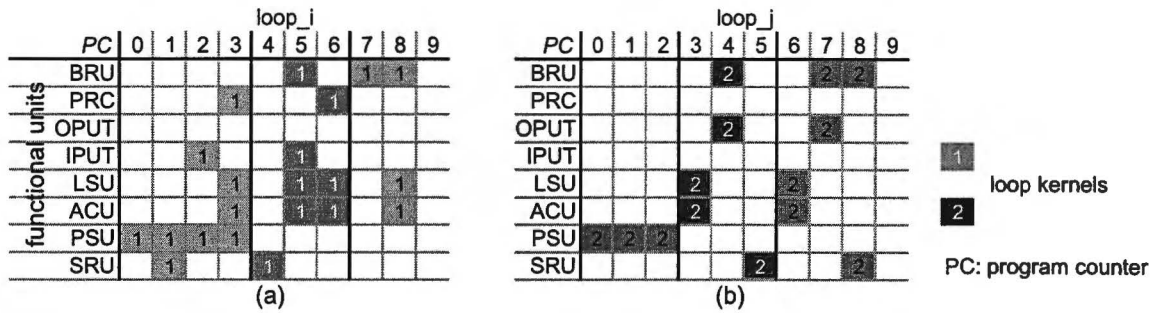 loop_i
PC 0 1 2 3 4 5 6 7 8 9
functional units
BRU 1 1 1
PRC 1 1
OPUT
IPUT 1 1
LSU 1 1 1 1
ACU 1 1 1 1
PSU 1 1 1 1
SRU 1 1
(a)
loop_j
PC 0 1 2 3 4 5 6 7 8 9
BRU 2 2 2
PRC
OPUT 2 2
IPUT
LSU 2 2
ACU 2 2
PSU 2 2 2
SRU 2 2
(b)
1
loop kernels
2
PC: program counter